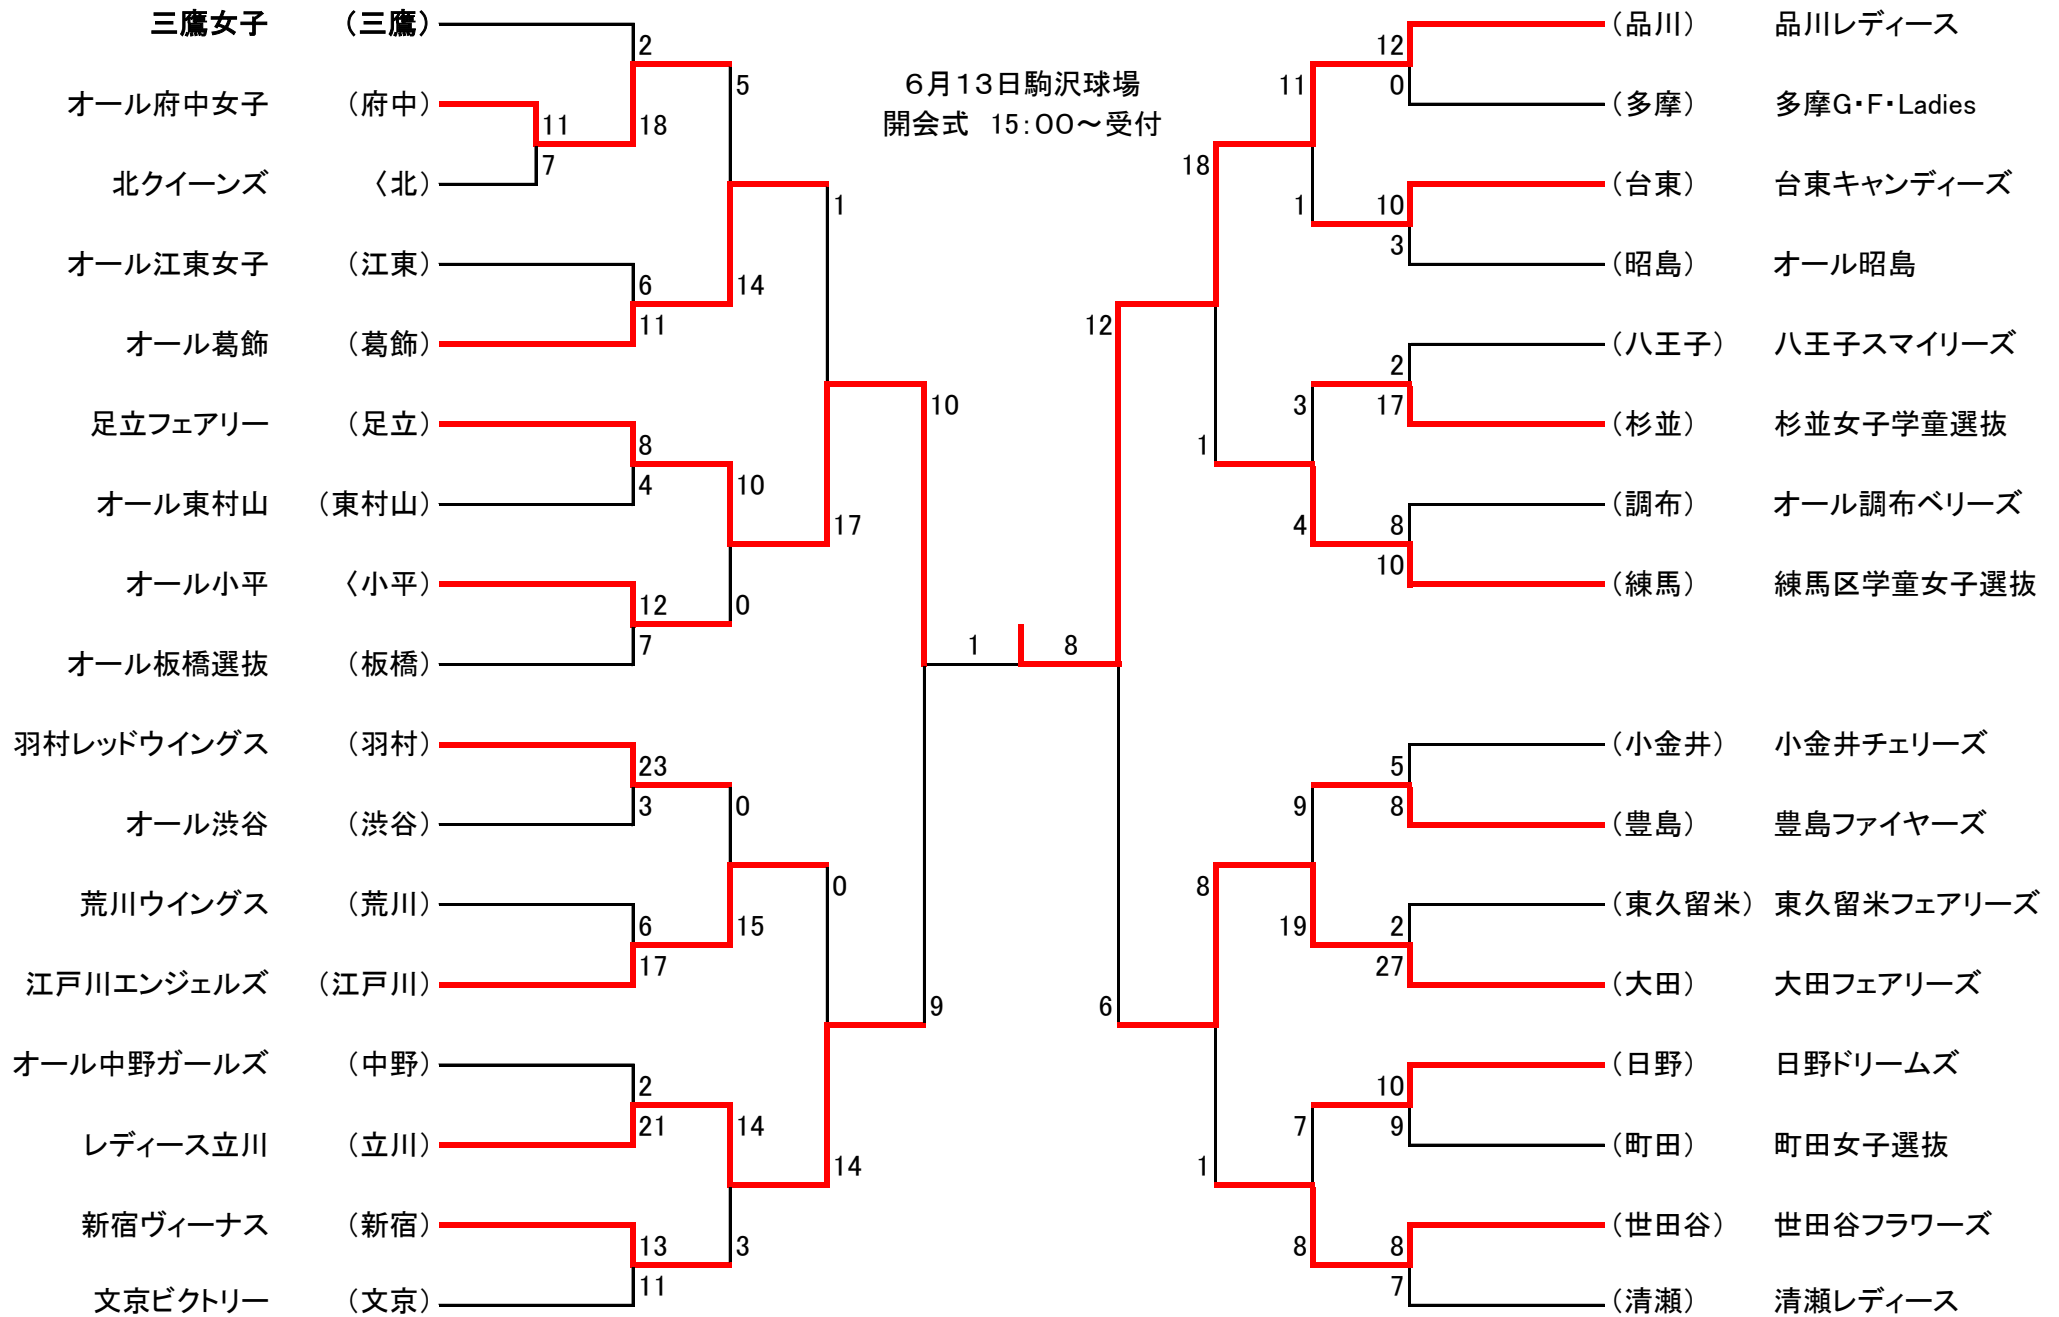 三鷹女子 (三鷹)
オール府中女子 (府中)
北クイーンズ 〈北)
オール江東女子 (江東)
オール葛飾 (葛飾)
足立フェアリー (足立)
オール東村山 (東村山)
オール小平 〈小平)
オール板橋選抜 (板橋)
羽村レッドウイングス (羽村)
オール渋谷 (渋谷)
荒川ウイングス (荒川)
江戸川エンジェルズ (江戸川)
オール中野ガールズ (中野)
レディース立川 (立川)
新宿ヴィーナス (新宿)
文京ビクトリー (文京)
11
7
2
18
6
11
8
4
12
7
23
3
6
17
2
21
13
11
5
14
10
0
0
15
14
3
1
17
0
14
10
9
6月13日駒沢球場
開会式 15:00~受付
1 8
12
6
18
1
8
1
11
1
3
4
9
19
7
8
12
0
10
3
2
17
8
10
5
8
2
27
10
9
8
7
(品川) 品川レディース
(多摩) 多摩G・F・Ladies
(台東) 台東キャンディーズ
(昭島) オール昭島
(八王子) 八王子スマイリーズ
(杉並) 杉並女子学童選抜
(調布) オール調布ベリーズ
(練馬) 練馬区学童女子選抜
(小金井) 小金井チェリーズ
(豊島) 豊島ファイヤーズ
(東久留米) 東久留米フェアリーズ
(大田) 大田フェアリーズ
(日野) 日野ドリームズ
(町田) 町田女子選抜
(世田谷) 世田谷フラワーズ
(清瀬) 清瀬レディース